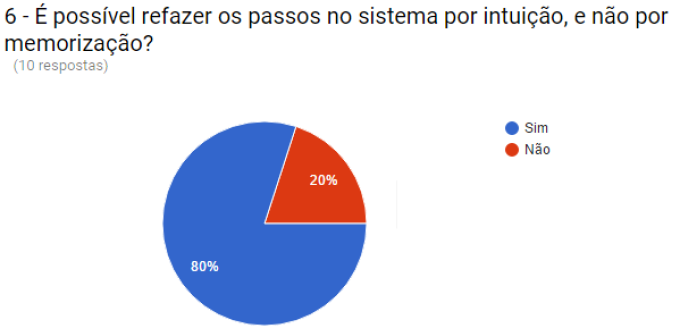 6 - É possível refazer os passos no sistema por intuição, e não por
memorização?
(10 respostas)
Sim
Não
20%
80%